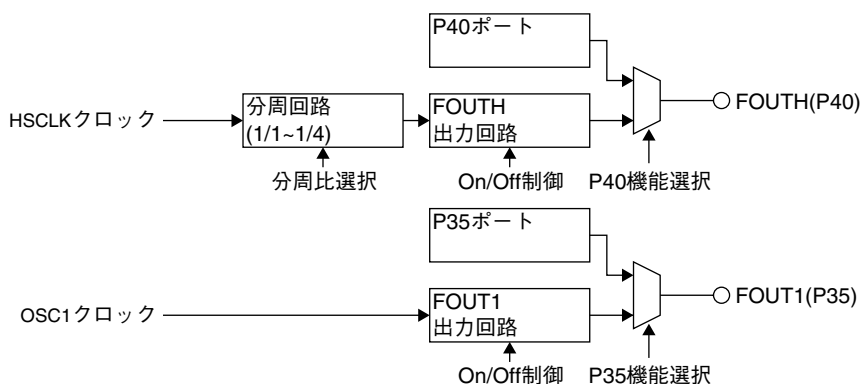 P40ポート
HSCLKクロック
分周回路
(1/1~1/4)
FOUTH
出力回路
FOUTH(P40)
分周比選択
On/Off制御
P40機能選択
P35ポート
OSC1クロック
FOUT1
出力回路
FOUT1(P35)
On/Off制御
P35機能選択